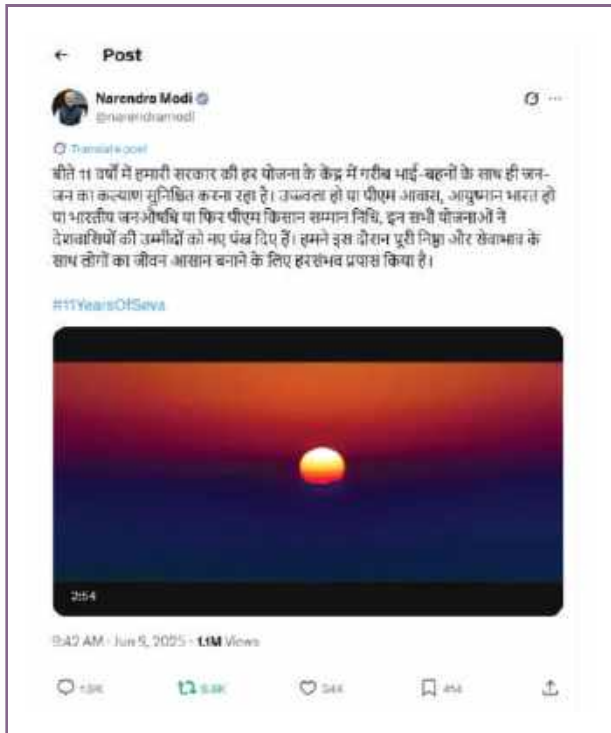 ← Post
Narendra Modi
@narendramodi
Translate post
बीते 11 वर्षों में हमारी सरकार की हर योजना के केंद्र में गरीब भाई-बहनों के साथ ही जन-
जन का कल्याण सुनिश्चित करना रहा है। उज्ज्वला हो या पीएम आवास, आयुष्मान भारत हो
या भारतीय जनऔषधि या फिर पीएम किसान सम्मान निधि, इन सभी योजनाओं ने
देशवासियों की उम्मीदों को नए पंख दिए हैं। हमने इस दौरान पूरी निष्ठा और सेवाभाव के
साथ लोगों का जीवन आसान बनाने के लिए हरसंभव प्रयास किया है।
#11YearsOfSeva
2:54
9:42 AM · Jun 9, 2025 · 1.1M Views